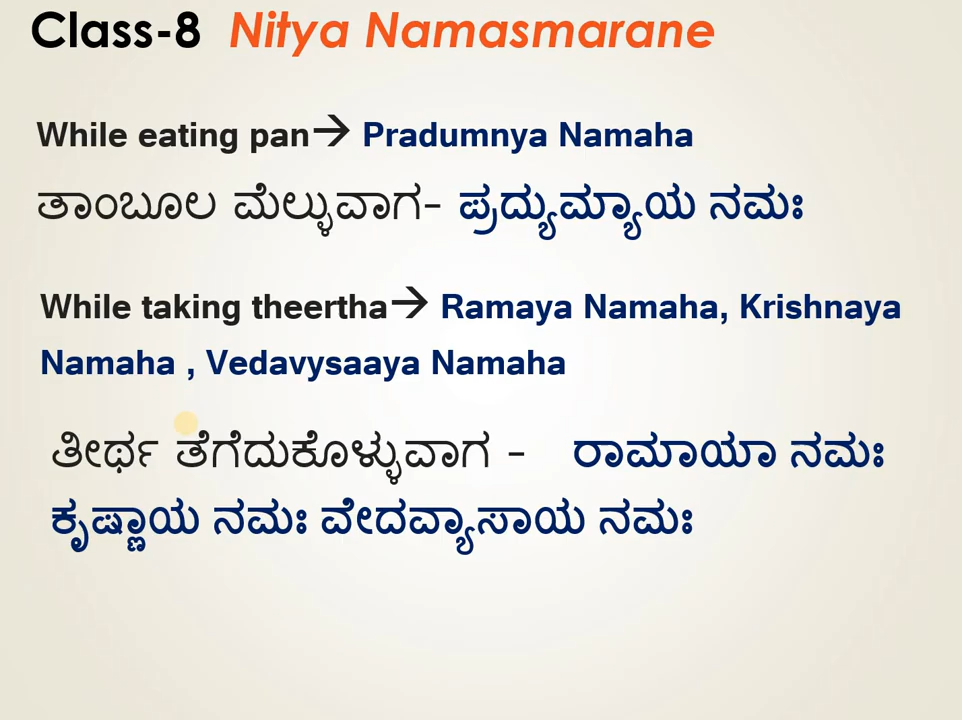 Class-8 Nitya Namasmarane
While eating pan→ Pradumnya Namaha
ತಾಂಬೂಲ ಮೆಲ್ಳುವಾಗ- ಪ್ರದ್ಯುಮ್ಯಾಯ ನಮಃ
While taking theertha→ Ramaya Namaha, Krishnaya
Namaha , Vedavysaaya Namaha
ತೀರ್ಥ ತೆಗೆದುಕೊಳ್ಳುವಾಗ - ರಾಮಾಯಾ ನಮಃ
ಕೃಷ್ಣಾಯ ನಮಃ ವೇದವ್ಯಾಸಾಯ ನಮಃ